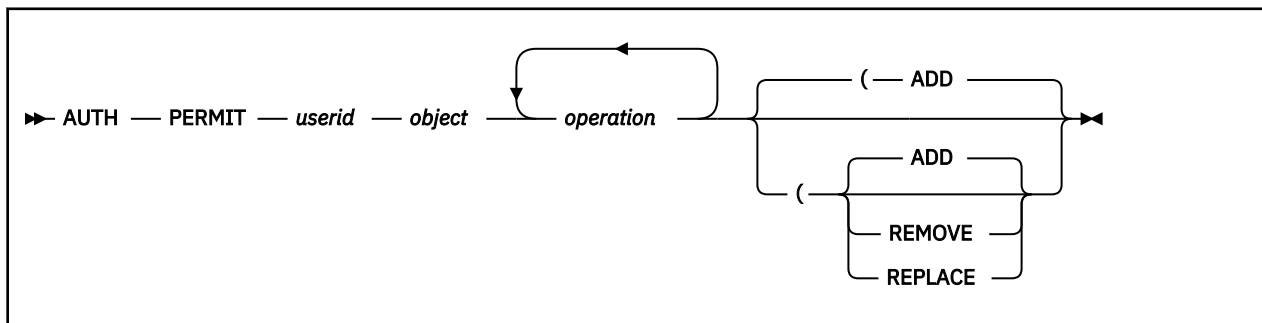 ( ADD
AUTH PERMIT userid object operation
ADD
(
REMOVE
REPLACE